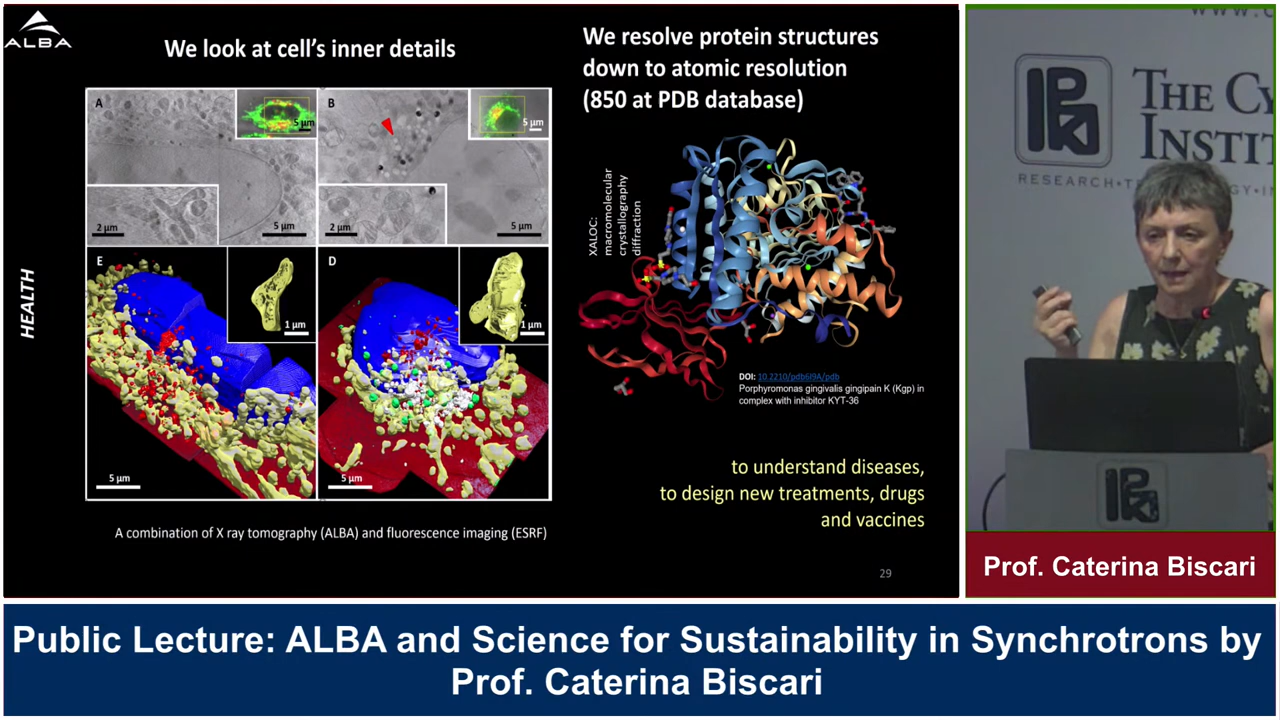 ALBA
We look at cell's inner details
A
5 µm
2 µm
5 µm
B
5 µm
2 µm
5 µm
E
1 µm
5 µm
D
1 µm
5 µm
HEALTH
A combination of X ray tomography (ALBA) and fluorescence imaging (ESRF)
We resolve protein structures
down to atomic resolution
(850 at PDB database)
XALOC:
macromolecular
crystallography
diffraction
DOI: 10.2210/pdb6I9A/pdb
Porphyromonas gingivalis gingipain K (Kgp) in
complex with inhibitor KYT-36
to understand diseases,
to design new treatments, drugs
and vaccines
29
www.c
THE CY
INSTIT
RESEARCH•T
Prof. Caterina Biscari
Public Lecture: ALBA and Science for Sustainability in Synchrotrons by
Prof. Caterina Biscari